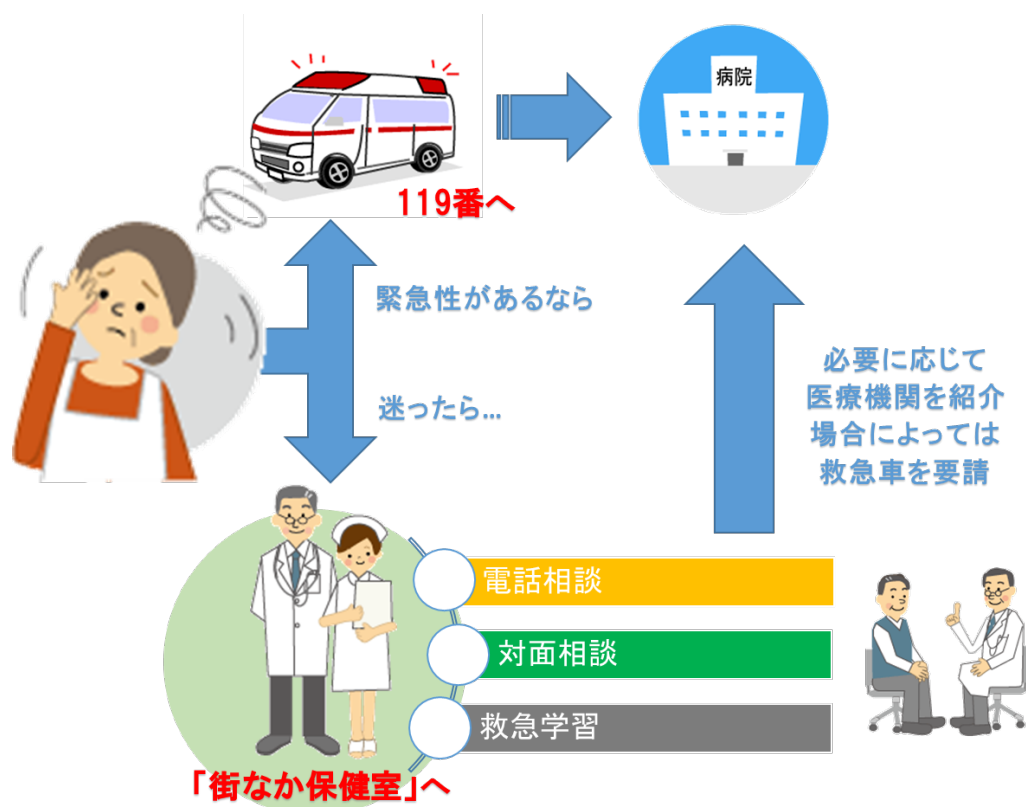 病院
119番へ
緊急性があるなら
迷ったら...
必要に応じて
医療機関を紹介
場合によっては
救急車を要請
電話相談
対面相談
救急学習
「街なか保健室」へ